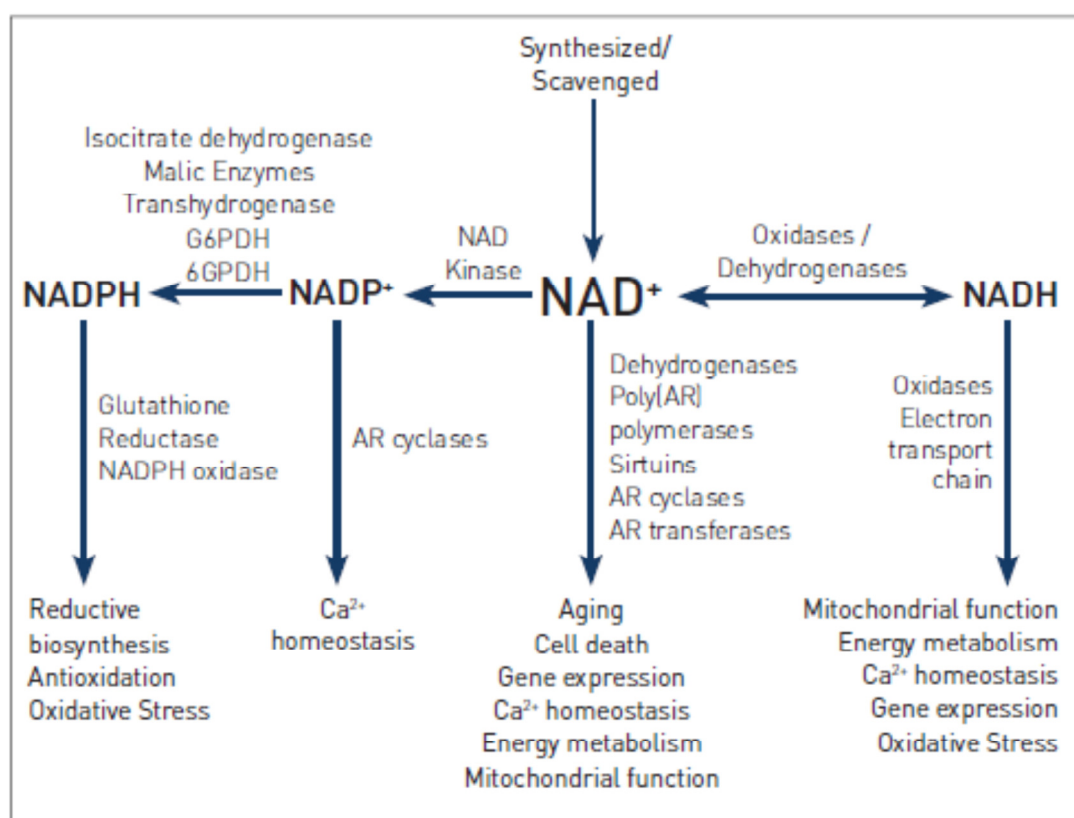 Synthesized/
Scavenged
Isocitrate dehydrogenase
Malic Enzymes
Transhydrogenase
G6PDH
6GPDH
NAD
Kinase
Oxidases /
Dehydrogenases
NADPH
NADP⁺
NAD⁺
NADH
Glutathione
Reductase
NADPH oxidase
AR cyclases
Dehydrogenases
Poly(AR)
polymerases
Sirtuins
AR cyclases
AR transferases
Oxidases
Electron
transport
chain
Reductive
biosynthesis
Antioxidation
Oxidative Stress
Ca²⁺
homeostasis
Aging
Cell death
Gene expression
Ca²⁺ homeostasis
Energy metabolism
Mitochondrial function
Mitochondrial function
Energy metabolism
Ca²⁺ homeostasis
Gene expression
Oxidative Stress